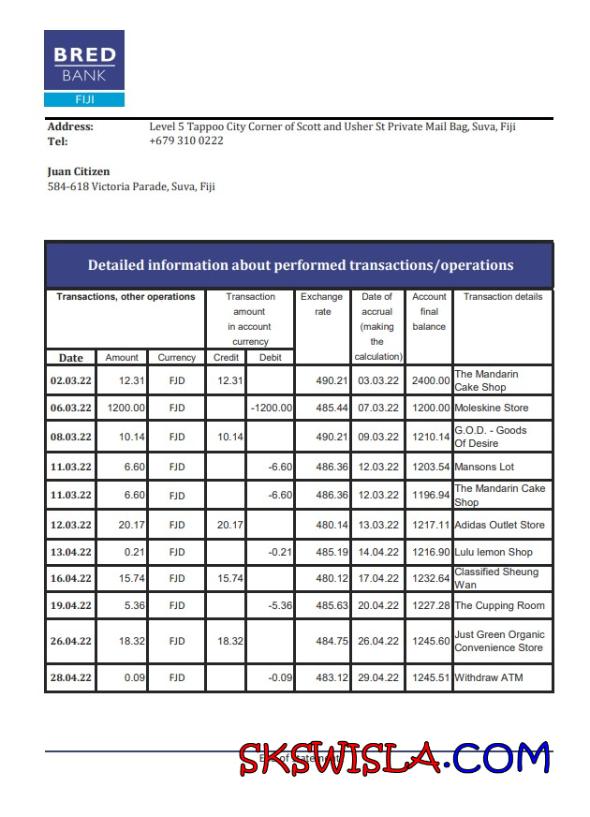 BRED
BANK
FIJI
Address: Level 5 Tappoo City Corner of Scott and Usher St Private Mail Bag, Suva, Fiji
Tel: +679 310 0222
Juan Citizen
584-618 Victoria Parade, Suva, Fiji
Detailed information about performed transactions/operations
Transactions, other operations Transaction Exchange Date of Account Transaction details
amount rate accrual final
in account (making balance
currency the
Date Amount Currency Credit Debit calculation)
02.03.22 12.31 FJD 12.31 490.21 03.03.22 2400.00 The Mandarin
Cake Shop
06.03.22 1200.00 FJD -1200.00 485.44 07.03.22 1200.00 Moleskine Store
08.03.22 10.14 FJD 10.14 490.21 09.03.22 1210.14 G.O.D. - Goods
Of Desire
11.03.22 6.60 FJD -6.60 486.36 12.03.22 1203.54 Mansons Lot
11.03.22 6.60 FJD -6.60 486.36 12.03.22 1196.94 The Mandarin Cake
Shop
12.03.22 20.17 FJD 20.17 480.14 13.03.22 1217.11 Adidas Outlet Store
13.04.22 0.21 FJD -0.21 485.19 14.04.22 1216.90 Lulu lemon Shop
16.04.22 15.74 FJD 15.74 480.12 17.04.22 1232.64 Classified Sheung
Wan
19.04.22 5.36 FJD -5.36 485.63 20.04.22 1227.28 The Cupping Room
26.04.22 18.32 FJD 18.32 484.75 26.04.22 1245.60 Just Green Organic
Convenience Store
28.04.22 0.09 FJD -0.09 483.12 29.04.22 1245.51 Withdraw ATM
SKSWISLA.COM